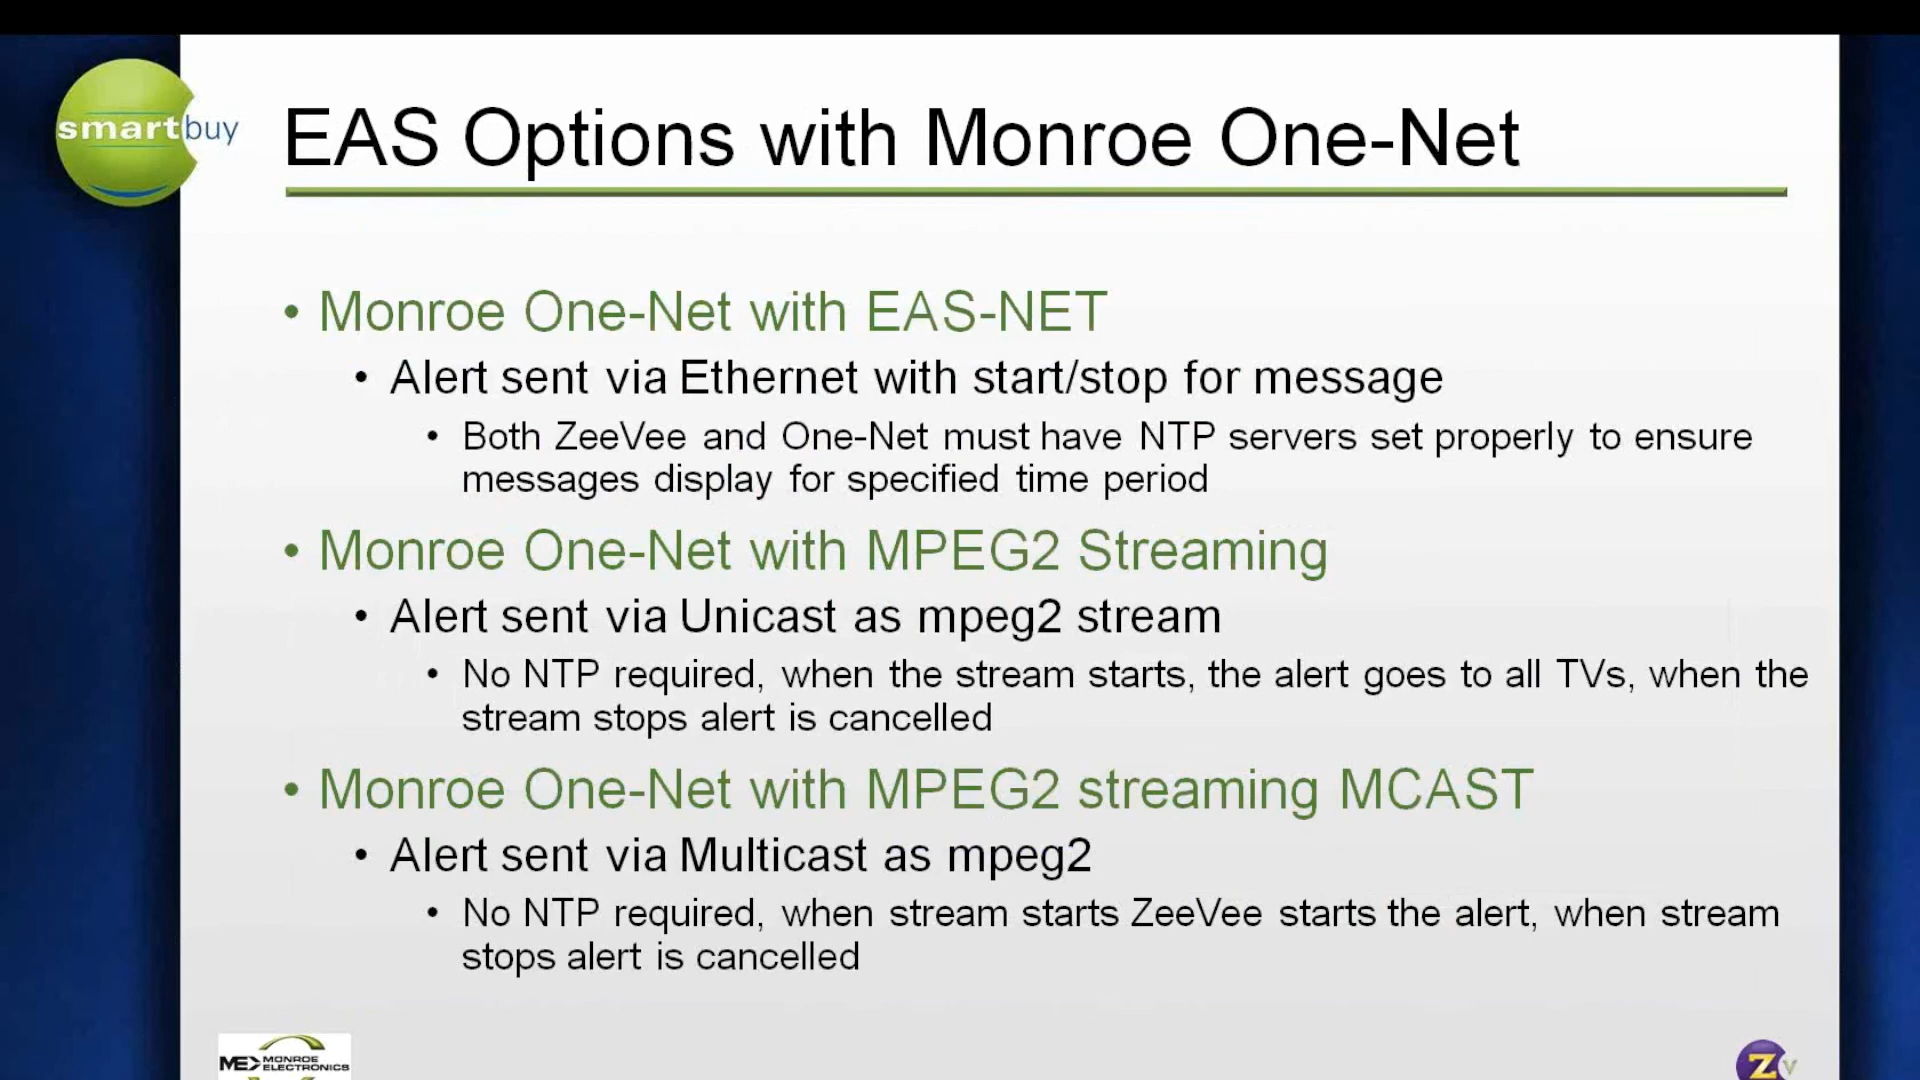 smartbuy
EAS Options with Monroe One-Net
• Monroe One-Net with EAS-NET
• Alert sent via Ethernet with start/stop for message
• Both ZeeVee and One-Net must have NTP servers set properly to ensure
messages display for specified time period
• Monroe One-Net with MPEG2 Streaming
• Alert sent via Unicast as mpeg2 stream
• No NTP required, when the stream starts, the alert goes to all TVs, when the
stream stops alert is cancelled
• Monroe One-Net with MPEG2 streaming MCAST
• Alert sent via Multicast as mpeg2
• No NTP required, when stream starts ZeeVee starts the alert, when stream
stops alert is cancelled
ME MONROE
ELECTRONICS
Zv